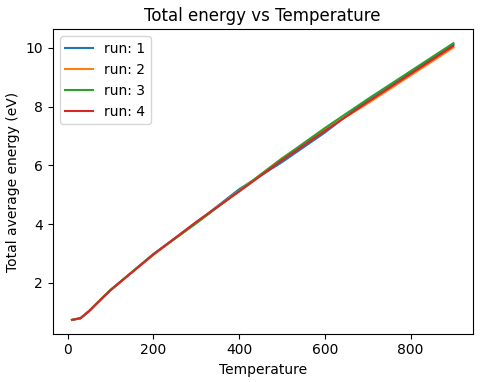 Total energy vs Temperature
run: 1
run: 2
run: 3
run: 4
Total average energy (eV)
10
8
6
4
2
0
200
400
600
800
Temperature